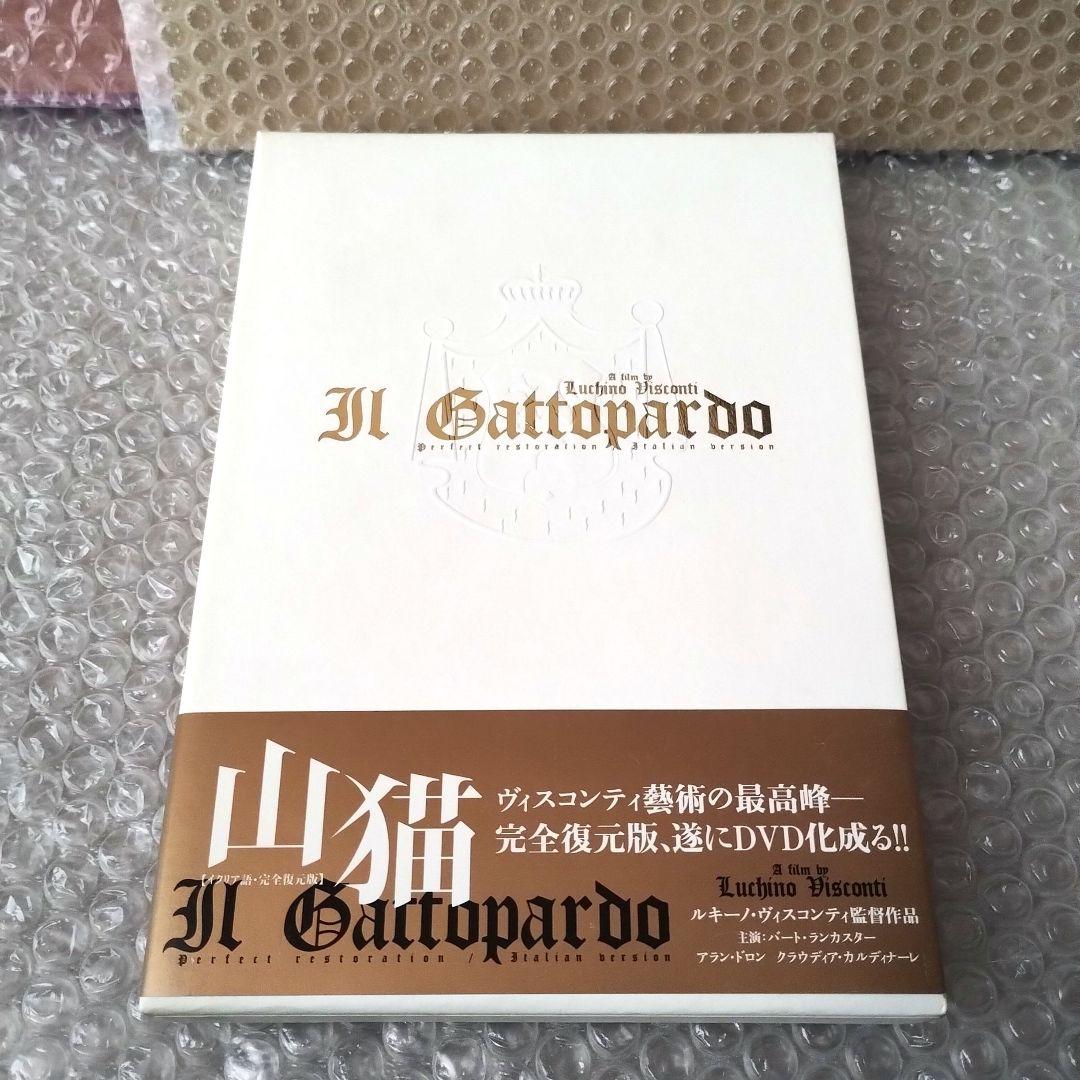 A film by
Luchino Visconti
Il Gattopardo
Perfect restoration / Italian version
山猫
ヴィスコンティ藝術の最高峰―
完全復元版、遂にDVD化成る!!
【イタリア語・完全復元版】
Il Gattopardo
Perfect restoration / Italian version
A film by
Luchino Visconti
ルキーノ・ヴィスコンティ監督作品
主演：バート・ランカスター
アラン・ドロン クラウディア・カルディナーレ